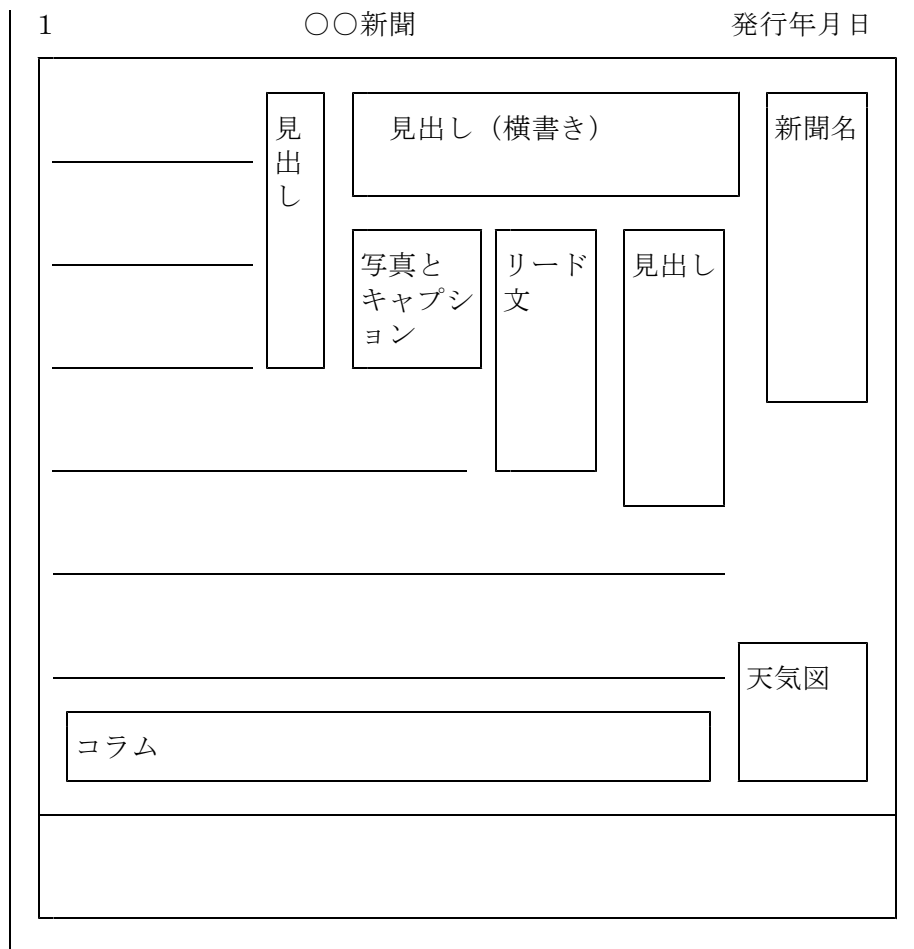 1 〇〇新聞 発行年月日
見出し
見出し（横書き）
新聞名
写真と
キャプシ
ョン
リード
文
見出し
天気図
コラム